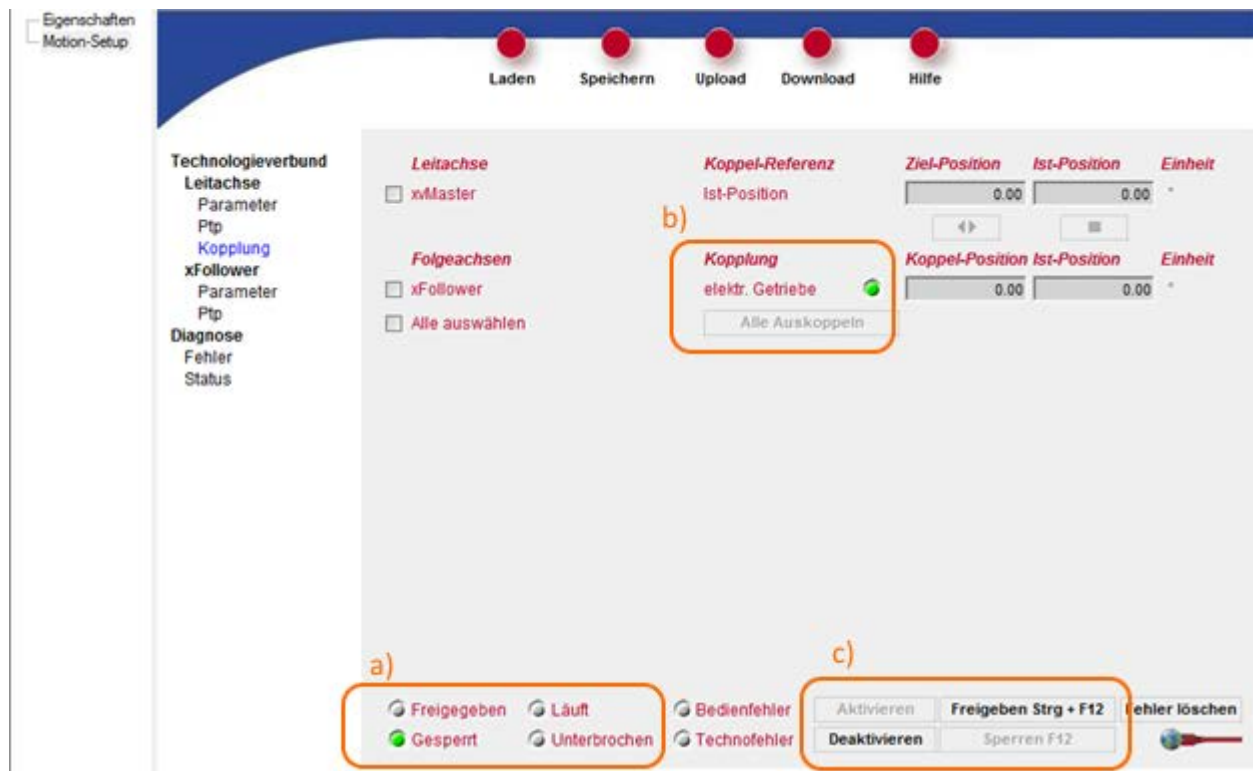 Eigenschaften
Motion-Setup
Laden Speichern Upload Download Hilfe
Technologieverbund
Leitachse
Parameter
Ptp
Kopplung
xFollower
Parameter
Ptp
Diagnose
Fehler
Status
Leitachse Koppel-Referenz Ziel-Position Ist-Position Einheit
xvMaster Ist-Position 0.00 0.00 °
b)
Folgeachsen Kopplung Koppel-Position Ist-Position Einheit
xFollower elektr. Getriebe 0.00 0.00 °
Alle auswählen Alle Auskoppeln
a) c)
Freigegeben Läuft Bedienfehler Aktivieren Freigeben Strg + F12 Fehler löschen
Gesperrt Unterbrochen Technofehler Deaktivieren Sperren F12